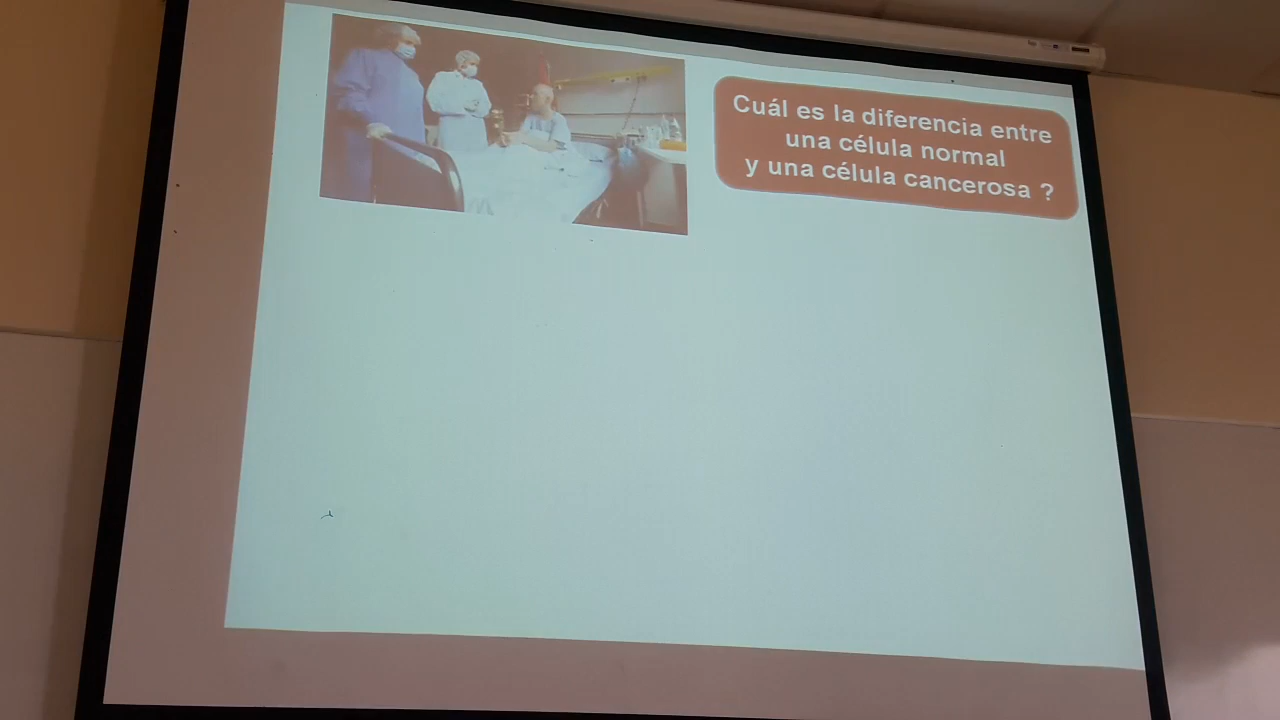 Cuál es la diferencia entre
una célula normal
y una célula cancerosa ?